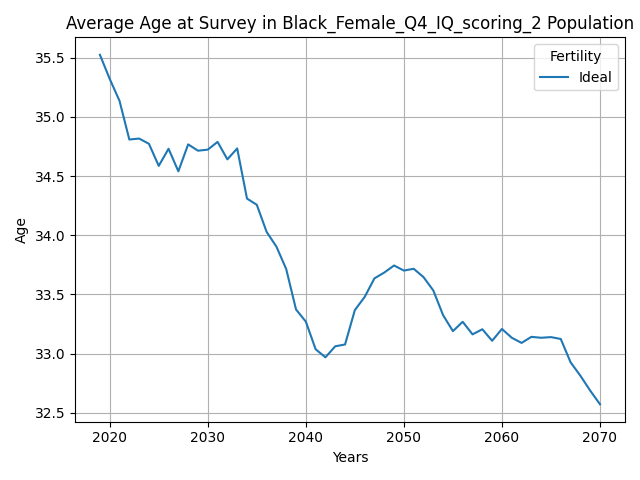 Average Age at Survey in Black_Female_Q4_IQ_scoring_2 Population
Fertility
Ideal
35.5
35.0
34.5
34.0
33.5
33.0
32.5
Age
2020 2030 2040 2050 2060 2070
Years